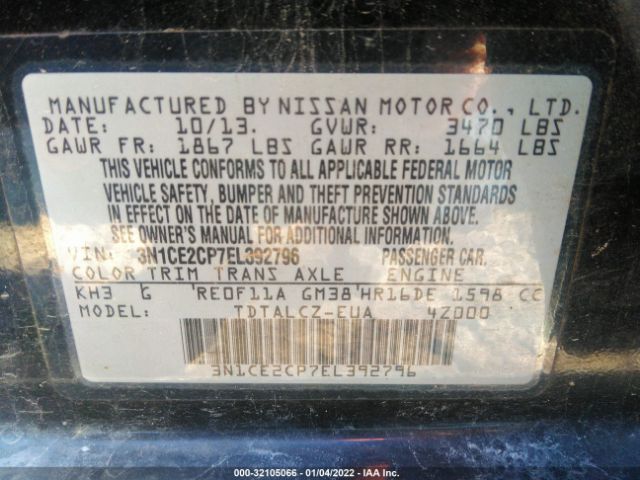 MANUFACTURED BY NISSAN MOTOR CO., LTD.
DATE: 10/13. GVWR: 3470 LBS
GAWR FR: 1867 LBS GAWR RR: 1664 LBS
THIS VEHICLE CONFORMS TO ALL APPLICABLE FEDERAL MOTOR
VEHICLE SAFETY, BUMPER AND THEFT PREVENTION STANDARDS
IN EFFECT ON THE DATE OF MANUFACTURE SHOWN ABOVE.
SEE OWNER'S MANUAL FOR ADDITIONAL INFORMATION.
VIN: 3N1CE2CP7EL392796 PASSENGER CAR.
COLOR TRIM TRANS AXLE ENGINE
KH3 G 'RE0F11A GM38'HR16DE 1598 CC
MODEL: TDTALCZ-EUA 4Z000
3N1CE2CP7EL392796
000-32105066 - 01/04/2022 - IAA Inc.